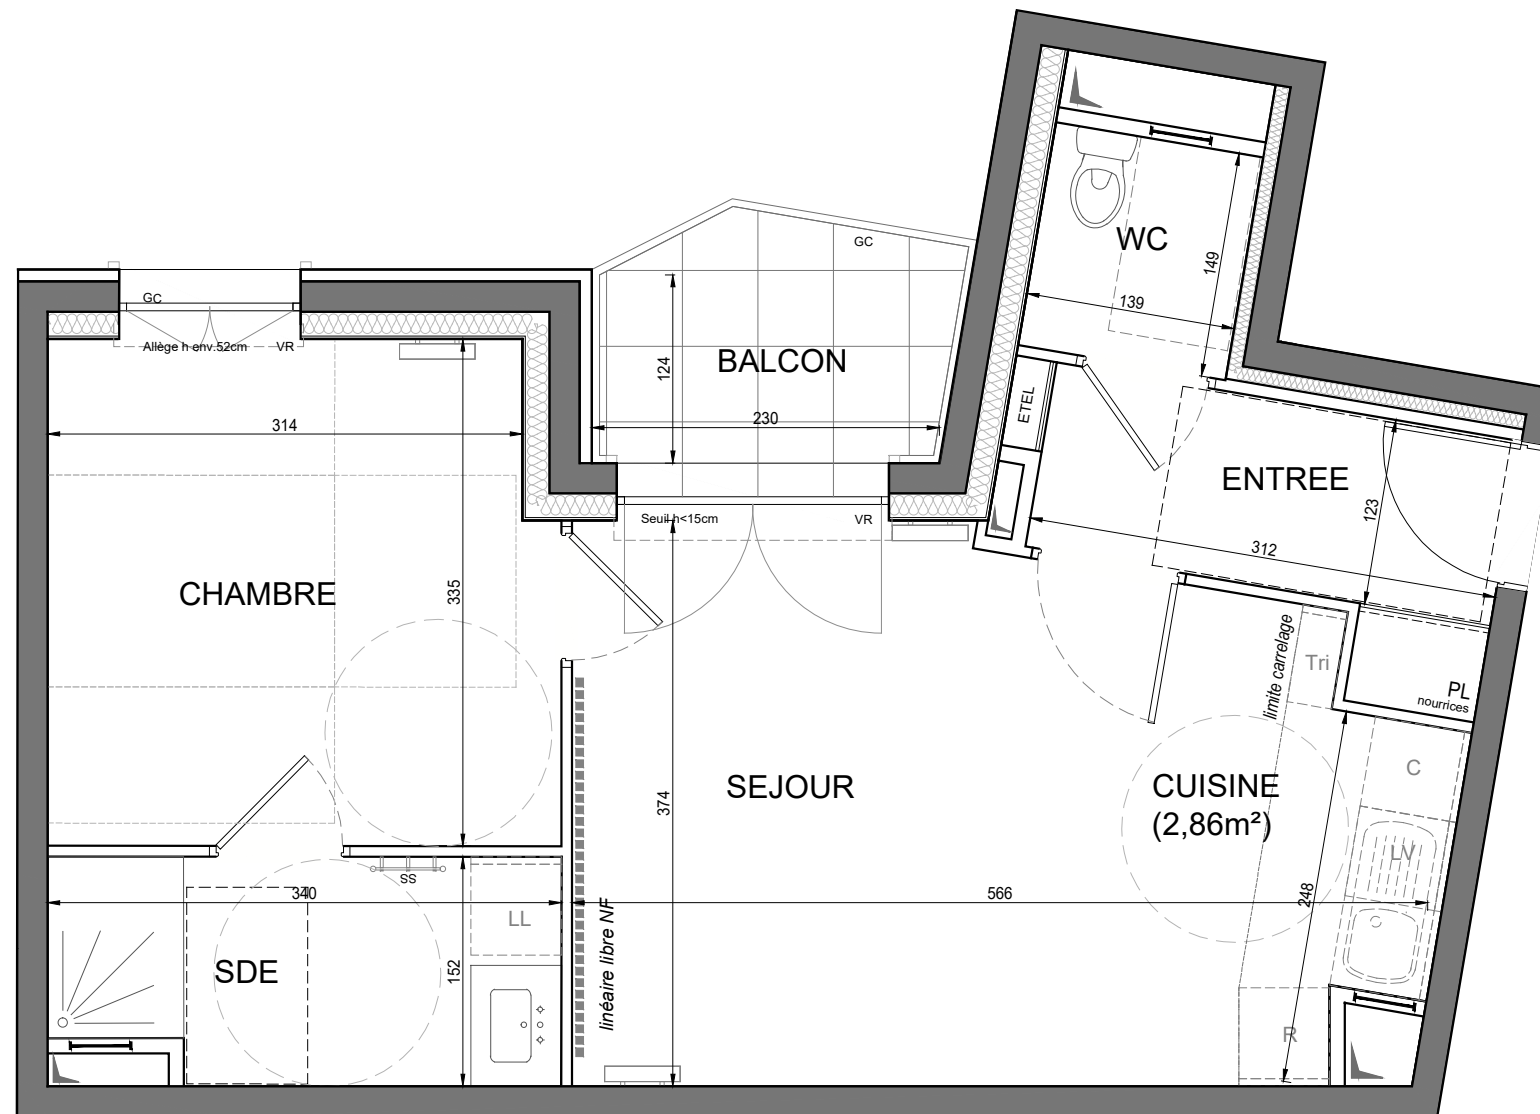 WC
149
139
GC
GC
Allège h env.52cm
VR
124
BALCON
ETEL
314
230
ENTREE
123
Seuil h<15cm
VR
312
CHAMBRE
335
limite carrelage
Tri
PL
nourrices
C
SEJOUR
374
CUISINE
(2,86m²)
LV
SS
340
566
248
LL
linéaire libre NF
SDE
152
R